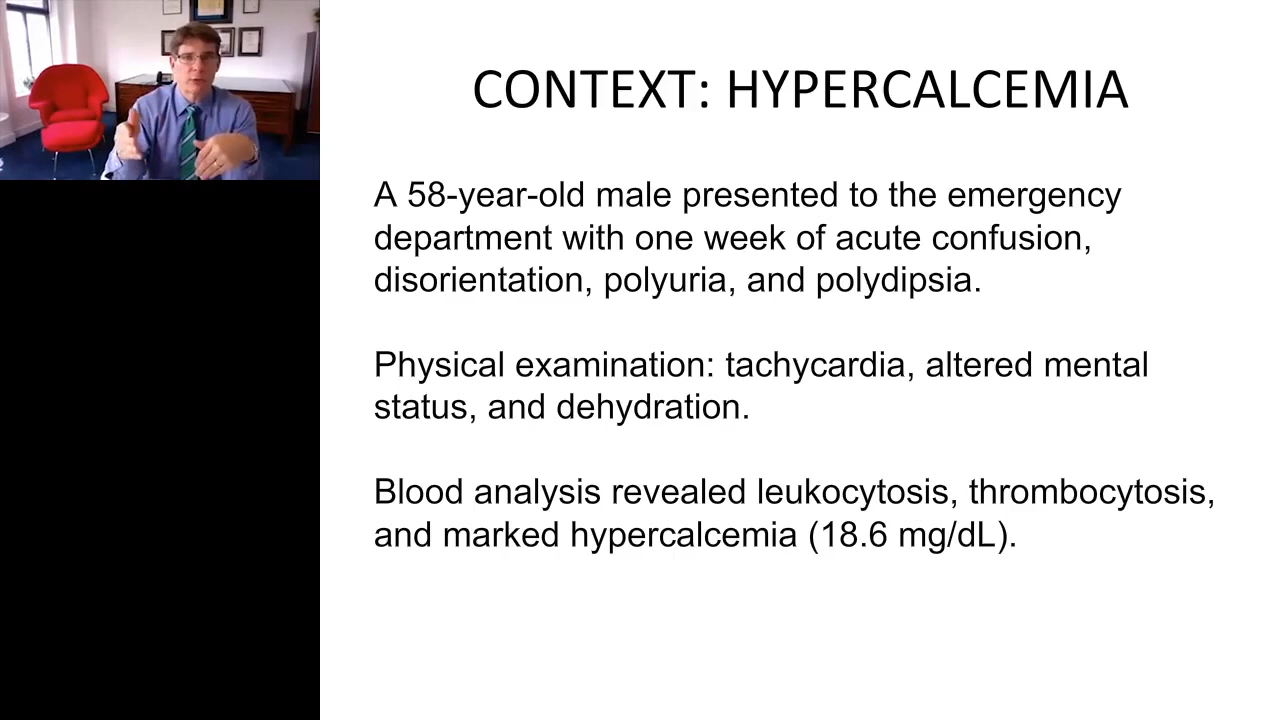 CONTEXT: HYPERCALCEMIA
A 58-year-old male presented to the emergency
department with one week of acute confusion,
disorientation, polyuria, and polydipsia.
Physical examination: tachycardia, altered mental
status, and dehydration.
Blood analysis revealed leukocytosis, thrombocytosis,
and marked hypercalcemia (18.6 mg/dL).